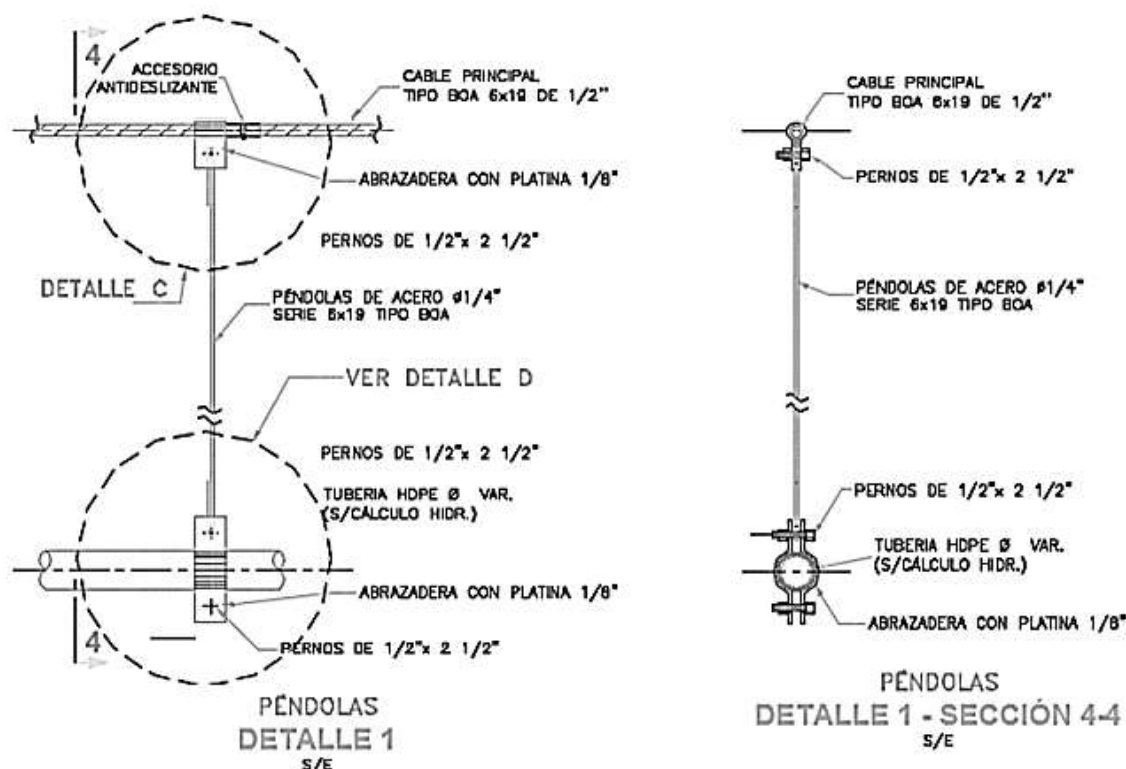 4
ACCESORIO
ANTIDESLIZANTE
CABLE PRINCIPAL
TIPO BOA 6x19 DE 1/2"
ABRAZADERA CON PLATINA 1/8"
PERNOS DE 1/2"x 2 1/2"
DETALLE C
PÉNDOLAS DE ACERO ø1/4"
SERIE 6x19 TIPO BOA
VER DETALLE D
PERNOS DE 1/2"x 2 1/2"
TUBERIA HDPE Ø VAR.
(S/CÁLCULO HIDR.)
ABRAZADERA CON PLATINA 1/8"
4
PERNOS DE 1/2"x 2 1/2"
PÉNDOLAS
DETALLE 1
S/E
CABLE PRINCIPAL
TIPO BOA 6x19 DE 1/2"
PERNOS DE 1/2"x 2 1/2"
PÉNDOLAS DE ACERO ø1/4"
SERIE 6x19 TIPO BOA
PERNOS DE 1/2"x 2 1/2"
TUBERIA HDPE Ø VAR.
(S/CÁLCULO HIDR.)
ABRAZADERA CON PLATINA 1/8"
PÉNDOLAS
DETALLE 1 - SECCIÓN 4-4
S/E